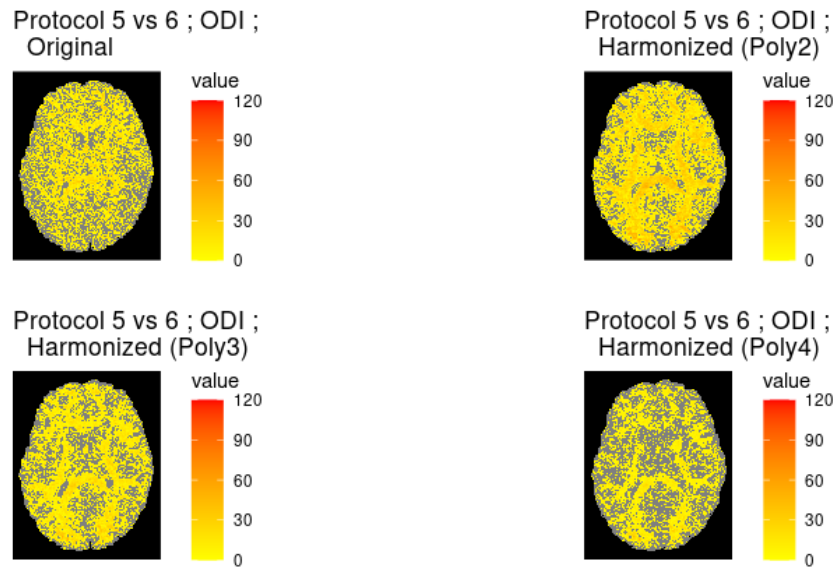 Protocol 5 vs 6 ; ODI ;
Original
value
120
90
60
30
0
Protocol 5 vs 6 ; ODI ;
Harmonized (Poly2)
value
120
90
60
30
0
Protocol 5 vs 6 ; ODI ;
Harmonized (Poly3)
value
120
90
60
30
0
Protocol 5 vs 6 ; ODI ;
Harmonized (Poly4)
value
120
90
60
30
0